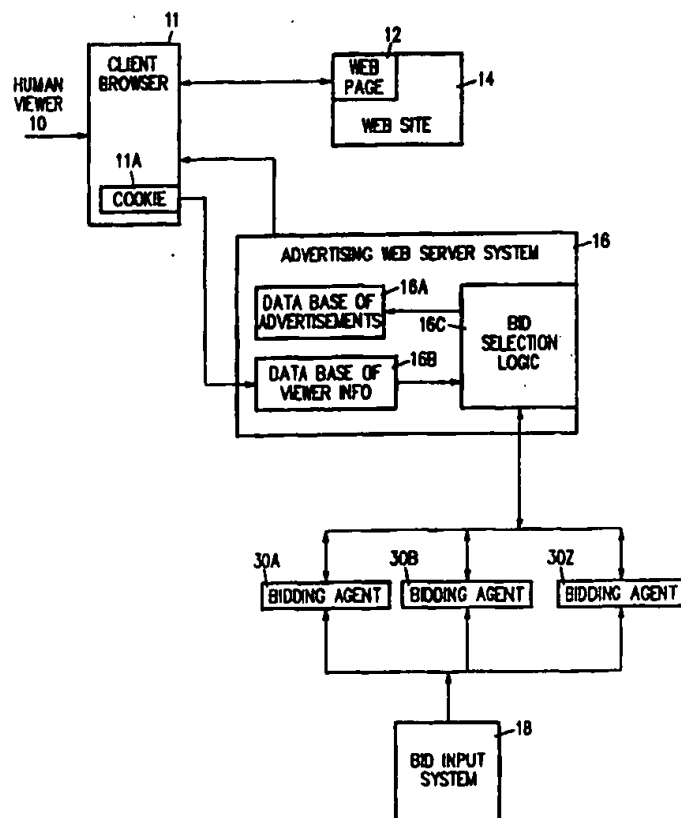 11
CLIENT
BROWSER
HUMAN
VIEWER
10
11A
COOKIE
12
WEB
PAGE
14
WEB SITE
ADVERTISING WEB SERVER SYSTEM
16
16A
DATA BASE OF
ADVERTISEMENTS
16B
DATA BASE OF
VIEWER INFO
16C
BID
SELECTION
LOGIC
30A
BIDDING AGENT
30B
BIDDING AGENT
30Z
BIDDING AGENT
18
BID INPUT
SYSTEM